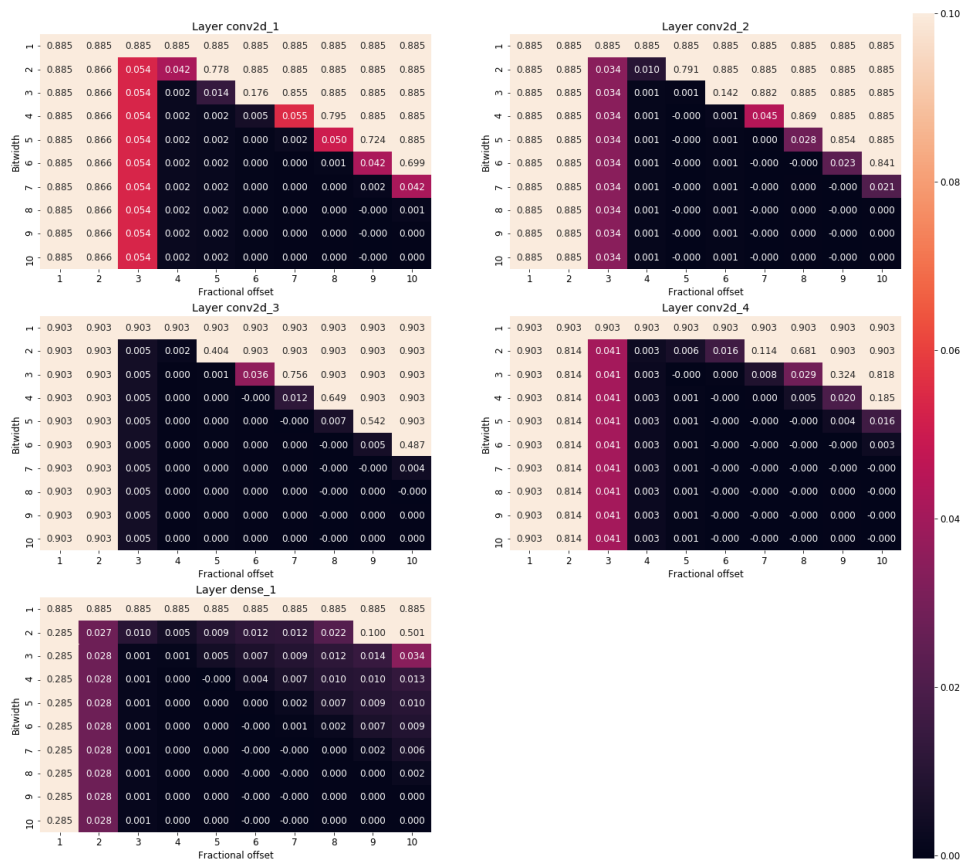 Layer conv2d_1
1 0.885 0.885 0.885 0.885 0.885 0.885 0.885 0.885 0.885 0.885
2 0.885 0.866 0.054 0.042 0.778 0.885 0.885 0.885 0.885 0.885
3 0.885 0.866 0.054 0.002 0.014 0.176 0.855 0.885 0.885 0.885
4 0.885 0.866 0.054 0.002 0.002 0.005 0.055 0.795 0.885 0.885
5 0.885 0.866 0.054 0.002 0.002 0.000 0.002 0.050 0.724 0.885
6 0.885 0.866 0.054 0.002 0.002 0.000 0.000 0.001 0.042 0.699
7 0.885 0.866 0.054 0.002 0.002 0.000 0.000 0.000 0.002 0.042
8 0.885 0.866 0.054 0.002 0.002 0.000 0.000 0.000 -0.000 0.001
9 0.885 0.866 0.054 0.002 0.002 0.000 0.000 0.000 -0.000 0.000
10 0.885 0.866 0.054 0.002 0.002 0.000 0.000 0.000 -0.000 0.000
Bitwidth
1 2 3 4 5 6 7 8 9 10
Fractional offset
Layer conv2d_2
1 0.885 0.885 0.885 0.885 0.885 0.885 0.885 0.885 0.885 0.885
2 0.885 0.885 0.034 0.010 0.791 0.885 0.885 0.885 0.885 0.885
3 0.885 0.885 0.034 0.001 0.001 0.142 0.882 0.885 0.885 0.885
4 0.885 0.885 0.034 0.001 -0.000 0.001 0.045 0.869 0.885 0.885
5 0.885 0.885 0.034 0.001 -0.000 0.001 0.000 0.028 0.854 0.885
6 0.885 0.885 0.034 0.001 -0.000 0.001 -0.000 -0.000 0.023 0.841
7 0.885 0.885 0.034 0.001 -0.000 0.001 -0.000 0.000 0.000 0.021
8 0.885 0.885 0.034 0.001 -0.000 0.001 -0.000 0.000 -0.000 0.000
9 0.885 0.885 0.034 0.001 -0.000 0.001 -0.000 0.000 -0.000 0.000
10 0.885 0.885 0.034 0.001 -0.000 0.001 -0.000 0.000 -0.000 0.000
Bitwidth
1 2 3 4 5 6 7 8 9 10
Fractional offset
Layer conv2d_3
1 0.903 0.903 0.903 0.903 0.903 0.903 0.903 0.903 0.903 0.903
2 0.903 0.903 0.005 0.002 0.404 0.903 0.903 0.903 0.903 0.903
3 0.903 0.903 0.005 0.000 0.001 0.036 0.756 0.903 0.903 0.903
4 0.903 0.903 0.005 0.000 0.000 -0.000 0.012 0.649 0.903 0.903
5 0.903 0.903 0.005 0.000 0.000 0.000 -0.000 0.007 0.542 0.903
6 0.903 0.903 0.005 0.000 0.000 0.000 0.000 -0.000 0.005 0.487
7 0.903 0.903 0.005 0.000 0.000 0.000 0.000 -0.000 -0.000 0.004
8 0.903 0.903 0.005 0.000 0.000 0.000 0.000 -0.000 0.000 -0.000
9 0.903 0.903 0.005 0.000 0.000 0.000 0.000 -0.000 0.000 0.000
10 0.903 0.903 0.005 0.000 0.000 0.000 0.000 -0.000 0.000 0.000
Bitwidth
1 2 3 4 5 6 7 8 9 10
Fractional offset
Layer conv2d_4
1 0.903 0.903 0.903 0.903 0.903 0.903 0.903 0.903 0.903 0.903
2 0.903 0.814 0.041 0.003 0.006 0.016 0.114 0.681 0.903 0.903
3 0.903 0.814 0.041 0.003 -0.000 0.000 0.008 0.029 0.324 0.818
4 0.903 0.814 0.041 0.003 0.001 -0.000 0.000 0.005 0.020 0.185
5 0.903 0.814 0.041 0.003 0.001 -0.000 -0.000 -0.000 0.004 0.016
6 0.903 0.814 0.041 0.003 0.001 -0.000 0.000 -0.000 -0.000 0.003
7 0.903 0.814 0.041 0.003 0.001 -0.000 -0.000 0.000 -0.000 -0.000
8 0.903 0.814 0.041 0.003 0.001 -0.000 -0.000 -0.000 0.000 -0.000
9 0.903 0.814 0.041 0.003 0.001 -0.000 -0.000 0.000 -0.000 -0.000
10 0.903 0.814 0.041 0.003 0.001 -0.000 -0.000 0.000 -0.000 -0.000
Bitwidth
1 2 3 4 5 6 7 8 9 10
Fractional offset
Layer dense_1
1 0.885 0.885 0.885 0.885 0.885 0.885 0.885 0.885 0.885 0.885
2 0.285 0.027 0.010 0.005 0.009 0.012 0.012 0.022 0.100 0.501
3 0.285 0.028 0.001 0.001 0.005 0.007 0.009 0.012 0.014 0.034
4 0.285 0.028 0.001 0.000 -0.000 0.004 0.007 0.010 0.010 0.013
5 0.285 0.028 0.001 0.000 0.000 0.000 0.002 0.007 0.009 0.010
6 0.285 0.028 0.001 0.000 0.000 -0.000 0.001 0.002 0.007 0.009
7 0.285 0.028 0.001 0.000 0.000 -0.000 -0.000 0.000 0.002 0.006
8 0.285 0.028 0.001 0.000 0.000 -0.000 -0.000 0.000 0.000 0.002
9 0.285 0.028 0.001 0.000 0.000 -0.000 -0.000 0.000 0.000 0.000
10 0.285 0.028 0.001 0.000 0.000 -0.000 -0.000 0.000 0.000 0.000
Bitwidth
1 2 3 4 5 6 7 8 9 10
Fractional offset
0.10
0.08
0.06
0.04
0.02
0.00